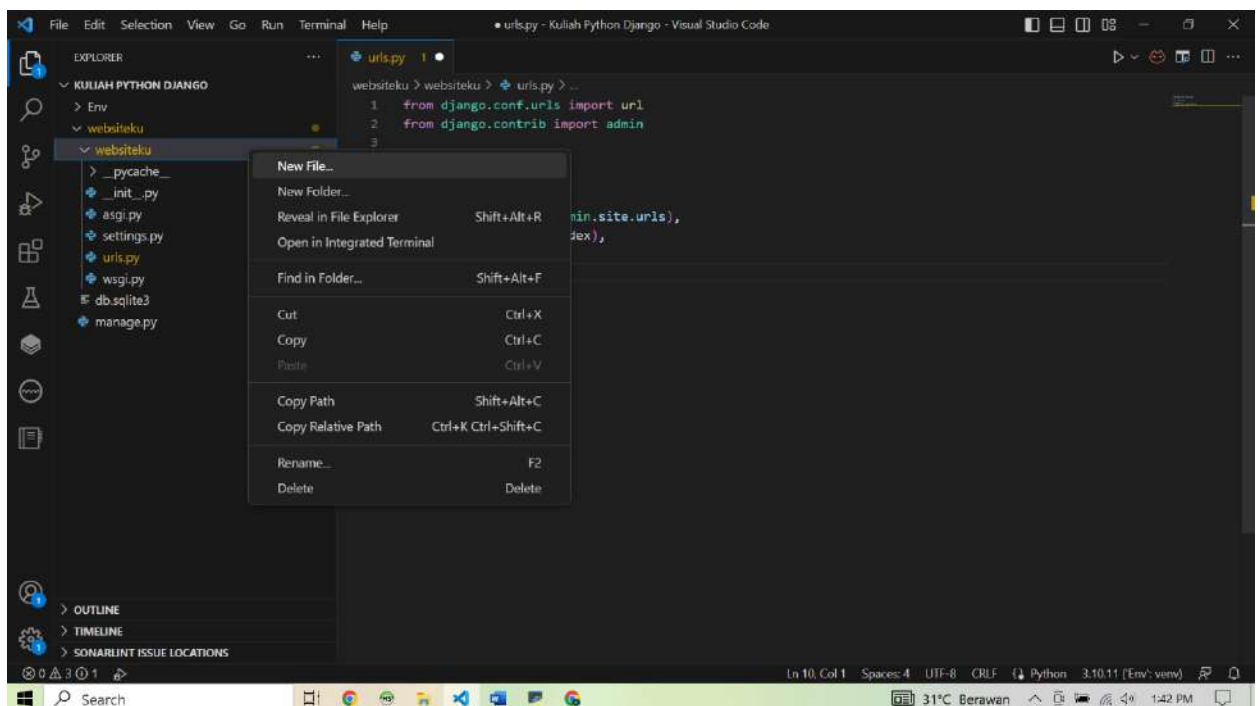 File Edit Selection View Go Run Terminal Help ● urls.py - Kuliah Python Django - Visual Studio Code
EXPLORER ···
urls.py 1 ●
KULIAH PYTHON DJANGO
websiteku > websiteku > urls.py > ...
> Env
1 from django.conf.urls import url
websiteku
2 from django.contrib import admin
websiteku
3
> __pycache__
__init__.py
asgi.py
settings.py
urls.py
wsgi.py
db.sqlite3
manage.py
New File...
New Folder...
Reveal in File Explorer Shift+Alt+R
min.site.urls),
Open in Integrated Terminal
dex),
Find in Folder... Shift+Alt+F
Cut Ctrl+X
Copy Ctrl+C
Paste Ctrl+V
Copy Path Shift+Alt+C
Copy Relative Path Ctrl+K Ctrl+Shift+C
Rename... F2
Delete Delete
> OUTLINE
> TIMELINE
> SONARLINT ISSUE LOCATIONS
0 3 1 Ln 10, Col 1 Spaces: 4 UTF-8 CRLF Python 3.10.11 ('Env': venv)
Search 31°C Berawan 1:42 PM